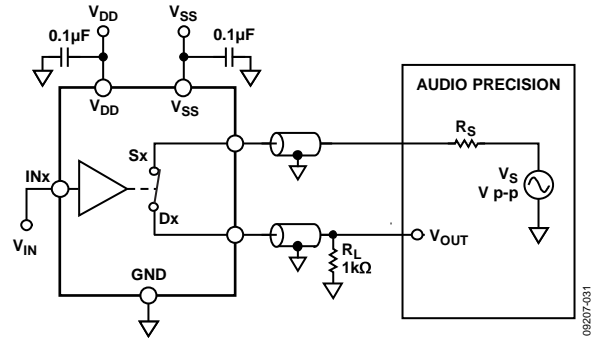 VDD
VSS
0.1µF
0.1µF
VDD
VSS
AUDIO PRECISION
RS
Sx
INx
VS
V p-p
Dx
VIN
VOUT
RL
1kΩ
GND
09207-031